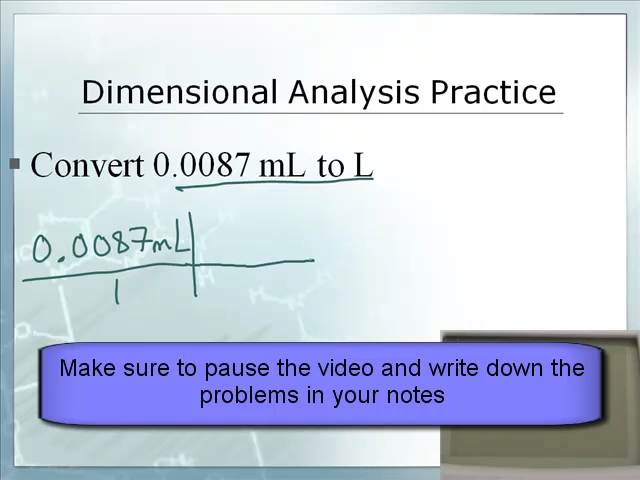 Dimensional Analysis Practice
Convert 0.0087 mL to L
0.0087mL
1
Make sure to pause the video and write down the
problems in your notes